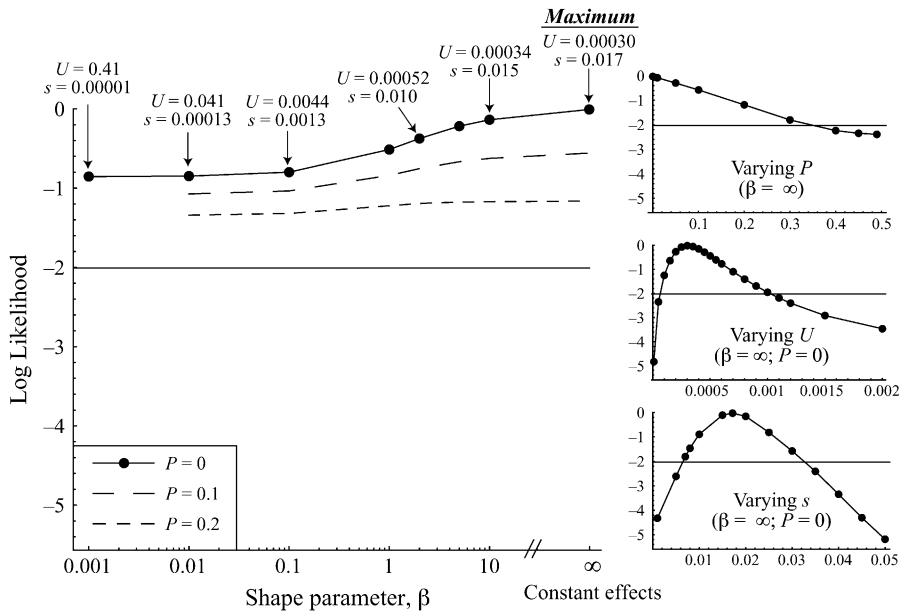 Maximum
U = 0.00030
s = 0.017
U = 0.00034
s = 0.015
U = 0.00052
s = 0.010
U = 0.0044
s = 0.0013
U = 0.041
s = 0.00013
U = 0.41
s = 0.00001
Log Likelihood
0
−1
−2
−3
−4
−5
P = 0
P = 0.1
P = 0.2
0.001 0.01 0.1 1 10 ∞
Shape parameter, β
Constant effects
0
−1
−2
−3
−4
−5
Varying P
(β = ∞)
0.1 0.2 0.3 0.4 0.5
0
−1
−2
−3
−4
−5
Varying U
(β = ∞; P = 0)
0.0005 0.001 0.0015 0.002
0
−1
−2
−3
−4
−5
Varying s
(β = ∞; P = 0)
0.01 0.02 0.03 0.04 0.05